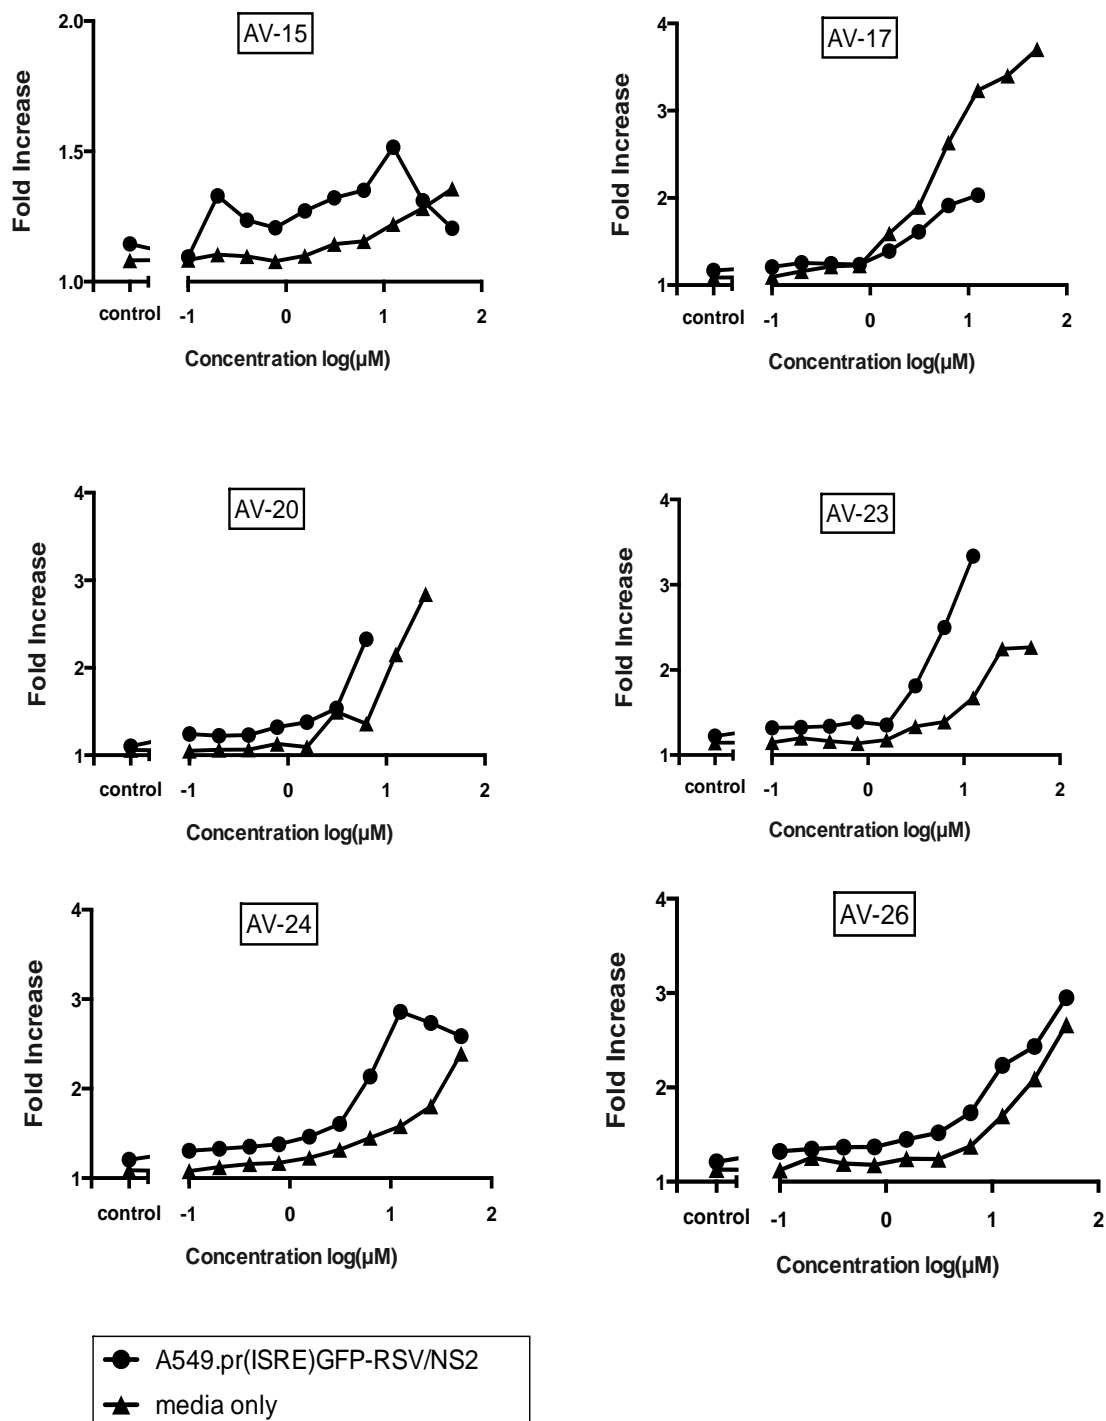 AV-15
2.0
1.5
1.0
Fold Increase
control -1 0 1 2
Concentration log(µM)
AV-17
4
3
2
1
Fold Increase
control -1 0 1 2
Concentration log(µM)
AV-20
4
3
2
1
Fold Increase
control -1 0 1 2
Concentration log(µM)
AV-23
4
3
2
1
Fold Increase
control -1 0 1 2
Concentration log(µM)
AV-24
4
3
2
1
Fold Increase
control -1 0 1 2
Concentration log(µM)
AV-26
4
3
2
1
Fold Increase
control -1 0 1 2
Concentration log(µM)
A549.pr(ISRE)GFP-RSV/NS2
media only